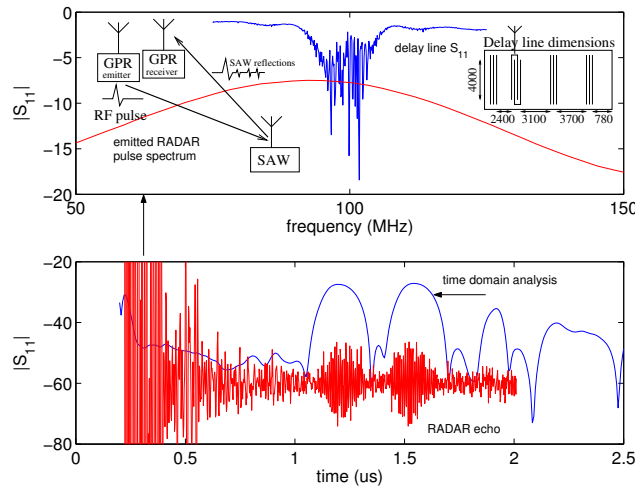 0
−5
−10
−15
−20
|S11|
50
100
150
frequency (MHz)
GPR
emitter
GPR
receiver
RF pulse
SAW reflections
SAW
emitted RADAR
pulse spectrum
delay line S11
Delay line dimensions
4000
2400
3100
3700
780
−20
−40
−60
−80
|S11|
0
0.5
1
1.5
2
2.5
time (us)
time domain analysis
RADAR echo